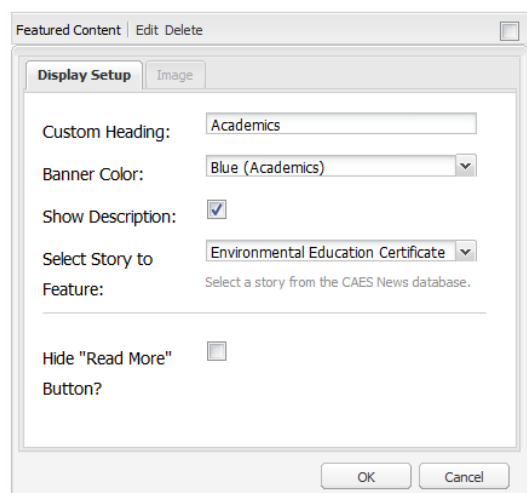 Featured Content | Edit Delete
Display Setup Image
Custom Heading: Academics
Banner Color: Blue (Academics)
Show Description:
Select Story to Feature: Environmental Education Certificate
Select a story from the CAES News database.
Hide "Read More" Button?
OK Cancel